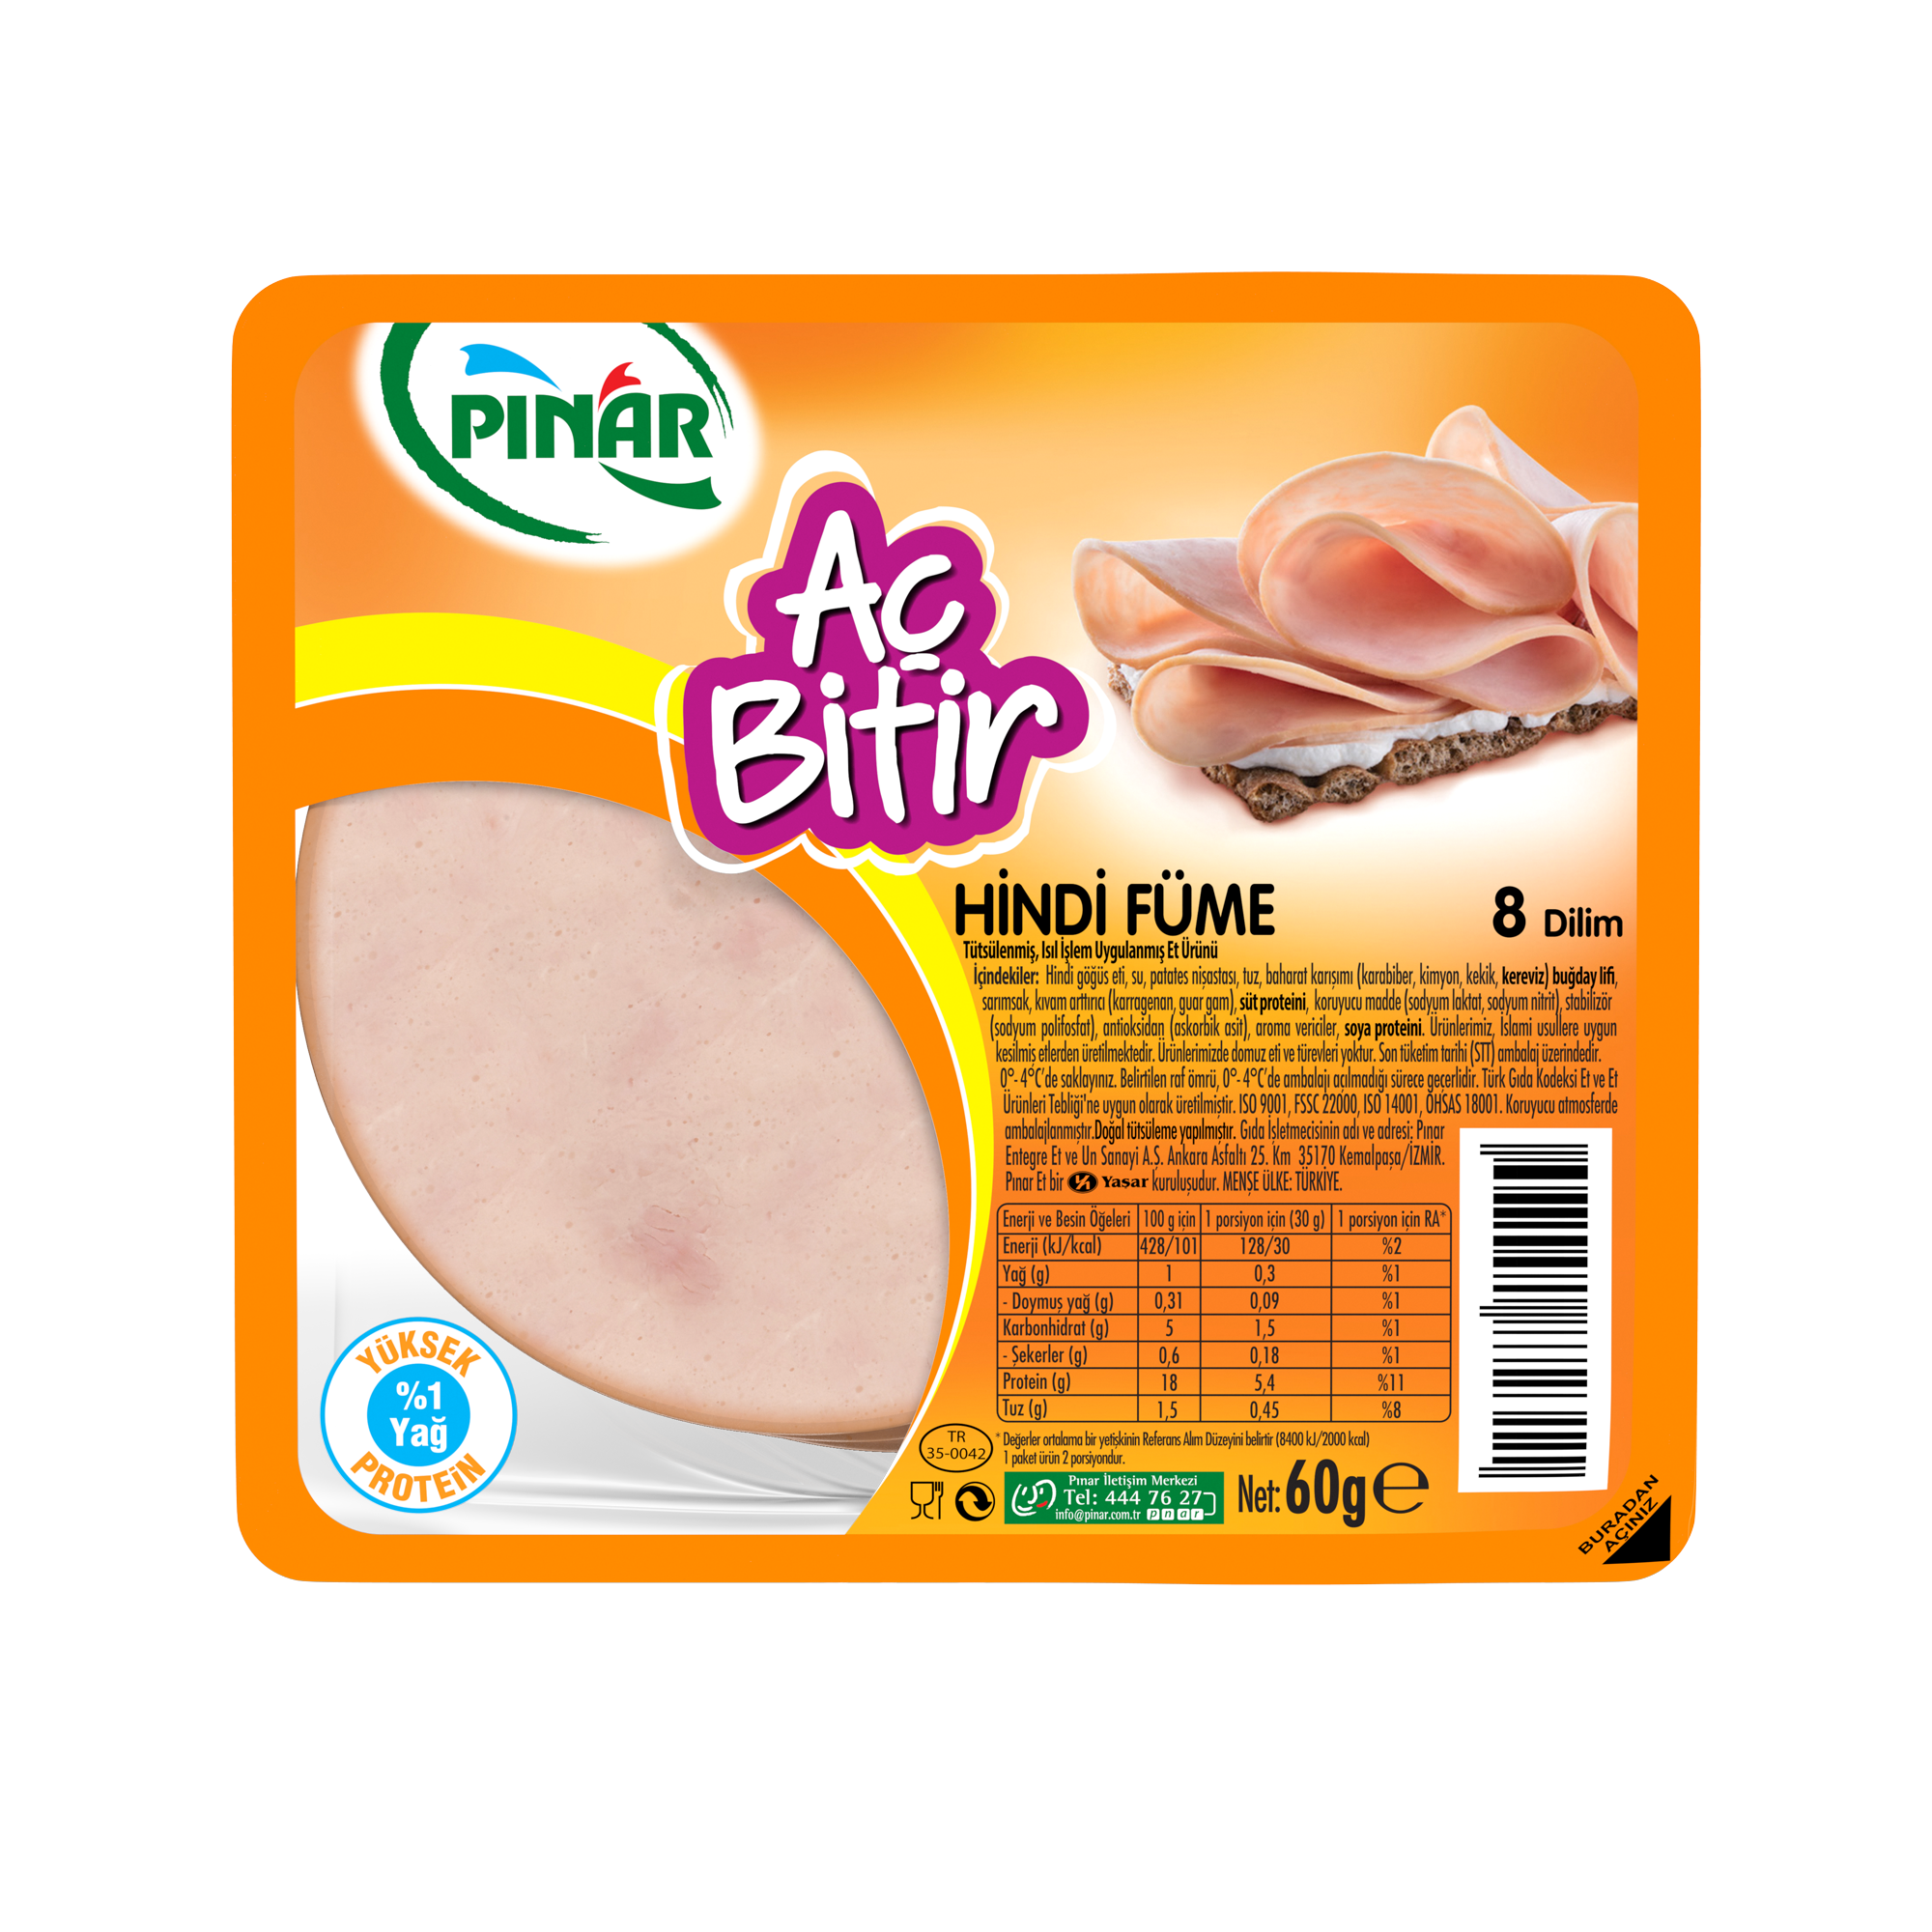 PINAR
Aç
Bitir
HİNDİ FÜME
8 Dilim
Tütsülenmiş, Isıl İşlem Uygulanmış Et Ürünü
İçindekiler: Hindi göğüs eti, su, patates nişastası, tuz, baharat karışımı (karabiber, kimyon, kekik, kereviz) buğday lifi,
sarımsak, kıvam arttırıcı (karragenan, guar gam), süt proteini, koruyucu madde (sodyum laktat, sodyum nitrit), stabilizör
(sodyum polifosfat), antioksidan (askorbik asit), aroma vericiler, soya proteini. Ürünlerimiz, İslami usullere uygun
kesilmiş etlerden üretilmektedir. Ürünlerimizde domuz eti ve türevleri yoktur. Son tüketim tarihi (STT) ambalaj üzerindedir.
0°- 4°C'de saklayınız. Belirtilen raf ömrü, 0°- 4°C'de ambalajı açılmadığı sürece geçerlidir. Türk Gıda Kodeksi Et ve Et
Ürünleri Tebliği'ne uygun olarak üretilmiştir. ISO 9001, FSSC 22000, ISO 14001, OHSAS 18001. Koruyucu atmosferde
ambalajlanmıştır.Doğal tütsüleme yapılmıştır. Gıda İşletmecisinin adı ve adresi: Pınar
Entegre Et ve Un Sanayi A.Ş. Ankara Asfaltı 25. Km 35170 Kemalpaşa/İZMİR.
Pınar Et bir Yaşar kuruluşudur. MENŞE ÜLKE: TÜRKİYE.
Enerji ve Besin Öğeleri 100 g için 1 porsiyon için (30 g) 1 porsiyon için RA*
Enerji (kJ/kcal) 428/101 128/30 %2
Yağ (g) 1 0,3 %1
- Doymuş yağ (g) 0,31 0,09 %1
Karbonhidrat (g) 5 1,5 %1
- Şekerler (g) 0,6 0,18 %1
Protein (g) 18 5,4 %11
Tuz (g) 1,5 0,45 %8
* Değerler ortalama bir yetişkinin Referans Alım Düzeyini belirtir (8400 kJ/2000 kcal)
1 paket ürün 2 porsiyondur.
YÜKSEK
%1
Yağ
PROTEİN
TR
35-0042
Pınar İletişim Merkezi
Tel: 444 76 27
info@pinar.com.tr pınar
Net: 60g e
BURADAN
AÇINIZ